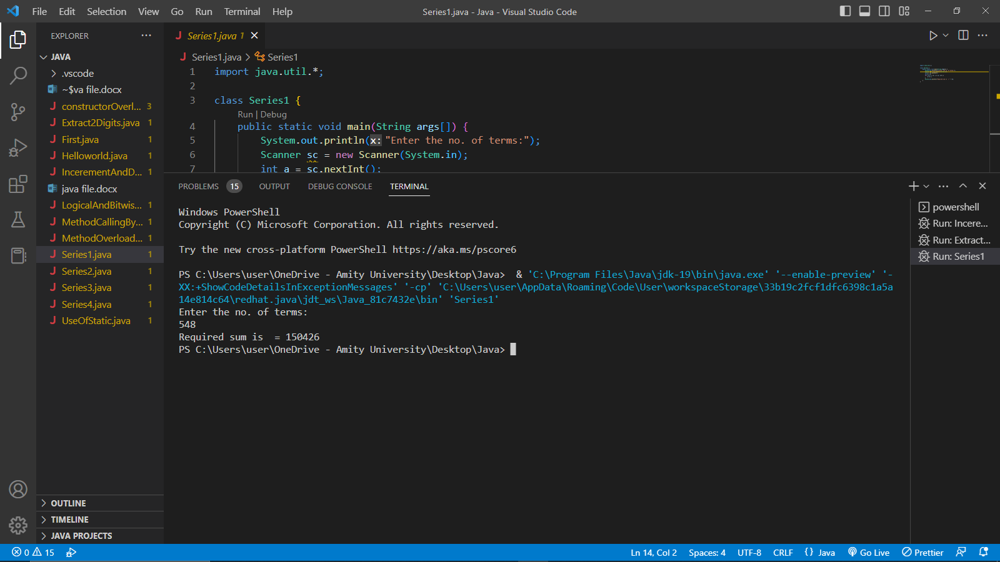 File Edit Selection View Go Run Terminal Help
Series1.java - Java - Visual Studio Code
EXPLORER
JAVA
.vscode
~$va file.docx
constructorOverl... 3
Extract2Digits.java 1
First.java 1
Helloworld.java 1
IncerementAndD... 1
java file.docx
LogicalAndBitwis... 1
MethodCallingBy... 1
MethodOverload... 1
Series1.java 1
Series2.java 1
Series3.java 1
Series4.java 1
UseOfStatic.java 1
OUTLINE
TIMELINE
JAVA PROJECTS
Series1.java 1
Series1.java > Series1
1 import java.util.*;
2
3 class Series1 {
Run | Debug
4 public static void main(String args[]) {
5 System.out.println(x: "Enter the no. of terms:");
6 Scanner sc = new Scanner(System.in);
7 int a = sc.nextInt();
PROBLEMS 15 OUTPUT DEBUG CONSOLE TERMINAL
Windows PowerShell
Copyright (C) Microsoft Corporation. All rights reserved.
Try the new cross-platform PowerShell https://aka.ms/pscore6
PS C:\Users\user\OneDrive - Amity University\Desktop\Java>  & 'C:\Program Files\Java\jdk-19\bin\java.exe' '--enable-preview' '-
XX:+ShowCodeDetailsInExceptionMessages' '-cp' 'C:\Users\user\AppData\Roaming\Code\User\workspaceStorage\33b19c2fcf1dfc6398c1a5a
14e814c64\redhat.java\jdt_ws\Java_81c7432e\bin' 'Series1'
Enter the no. of terms:
548
Required sum is  = 150426
PS C:\Users\user\OneDrive - Amity University\Desktop\Java>
powershell
Run: Incere...
Run: Extract...
Run: Series1
0 15
Ln 14, Col 2 Spaces: 4 UTF-8 CRLF {} Java Go Live Prettier